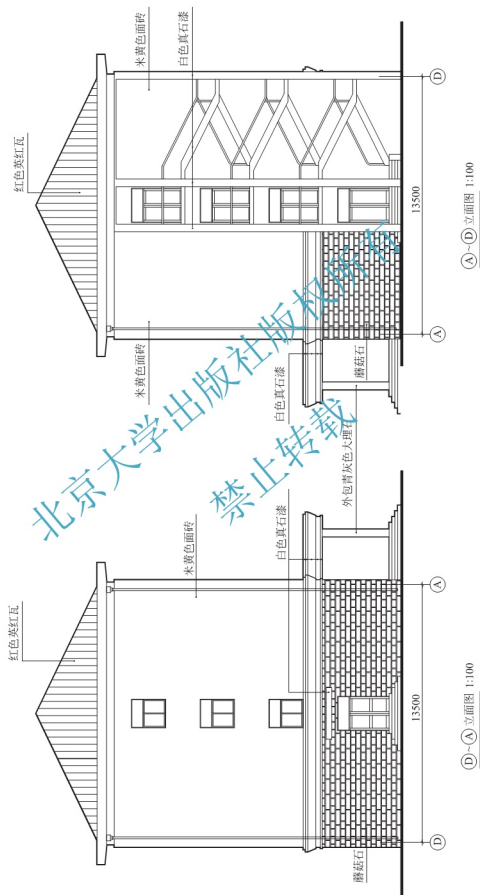 红色英红瓦
米黄色面砖
白色真石漆
米黄色面砖
白色真石漆
蘑菇石
外包青灰色大理石
13500
Ⓐ
Ⓓ
Ⓐ~Ⓓ 立面图 1:100
红色英红瓦
米黄色面砖
白色真石漆
蘑菇石
13500
Ⓓ
Ⓐ
Ⓓ~Ⓐ 立面图 1:100
北京大学出版社版权所有
禁止转载